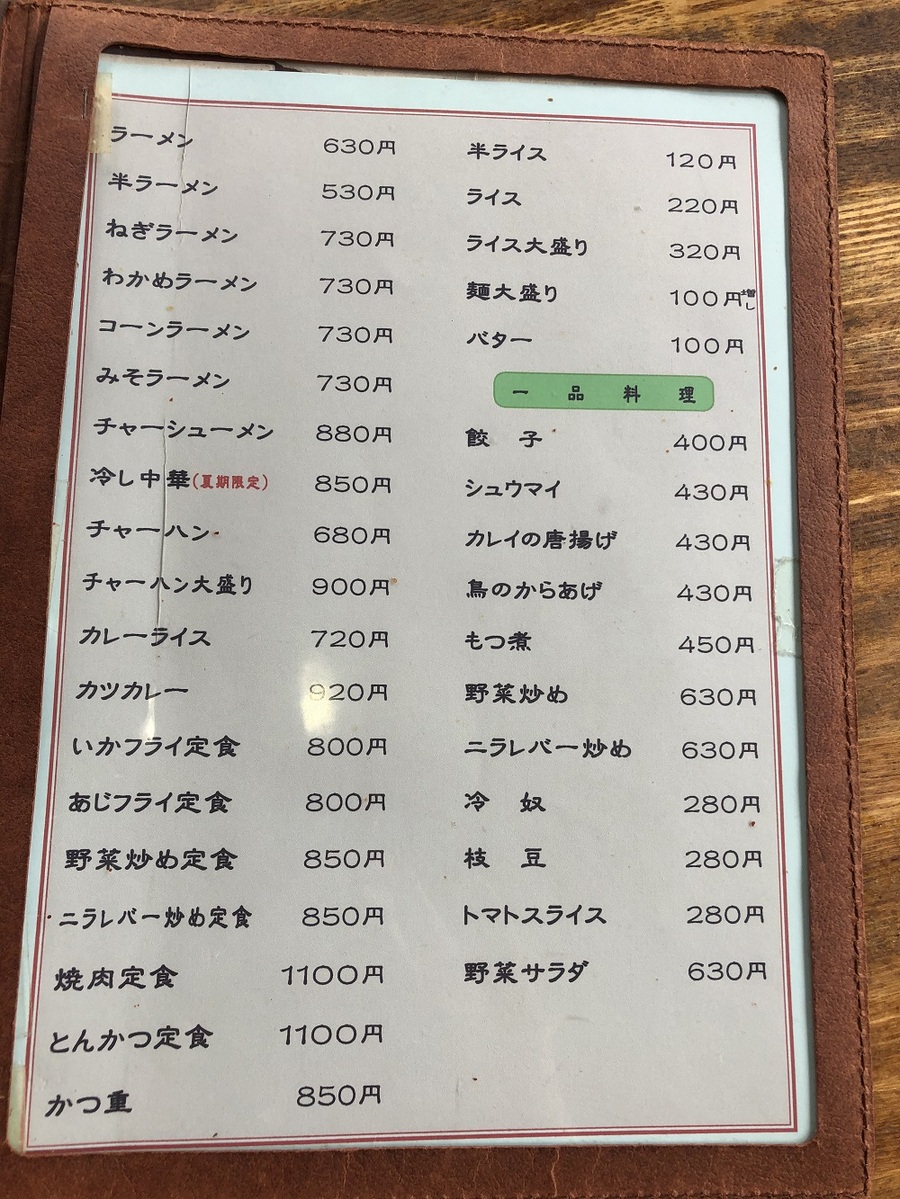 ラーメン 630円
半ラーメン 530円
ねぎラーメン 730円
わかめラーメン 730円
コーンラーメン 730円
みそラーメン 730円
チャーシューメン 880円
冷し中華(夏期限定) 850円
チャーハン 680円
チャーハン大盛り 900円
カレーライス 720円
カツカレー 920円
いかフライ定食 800円
あじフライ定食 800円
野菜炒め定食 850円
ニラレバー炒め定食 850円
焼肉定食 1100円
とんかつ定食 1100円
かつ重 850円
半ライス 120円
ライス 220円
ライス大盛り 320円
麺大盛り 100円増し
バター 100円
一品料理
餃子 400円
シュウマイ 430円
カレイの唐揚げ 430円
鳥のからあげ 430円
もつ煮 450円
野菜炒め 630円
ニラレバー炒め 630円
冷奴 280円
枝豆 280円
トマトスライス 280円
野菜サラダ 630円